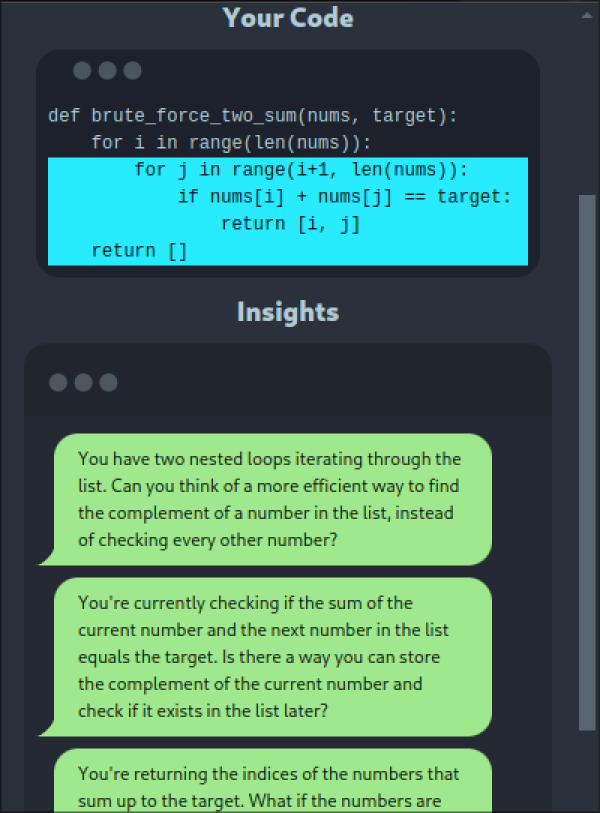 Your Code
def brute_force_two_sum(nums, target):
    for i in range(len(nums)):
        for j in range(i+1, len(nums)):
            if nums[i] + nums[j] == target:
                return [i, j]
    return []
Insights
You have two nested loops iterating through the
list. Can you think of a more efficient way to find
the complement of a number in the list, instead
of checking every other number?
You're currently checking if the sum of the
current number and the next number in the list
equals the target. Is there a way you can store
the complement of the current number and
check if it exists in the list later?
You're returning the indices of the numbers that
sum up to the target. What if the numbers are